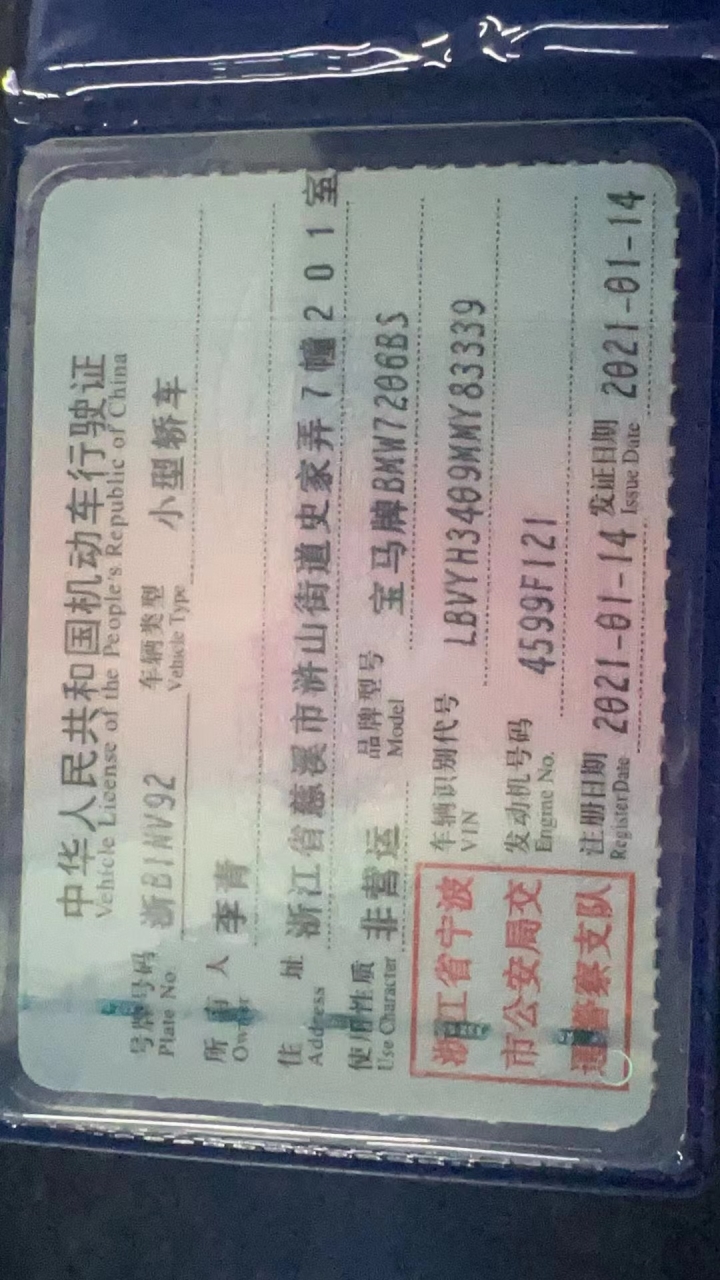 中华人民共和国机动车行驶证
Vehicle License of the People's Republic of China
号牌号码 浙B1NV92 车辆类型 小型轿车
Plate No. Vehicle Type
所有人 李青
Owner
住址 浙江省慈溪市浒山街道史家弄7幢201室
Address
使用性质 非营运 品牌型号 宝马牌BMW7206BS
Use Character Model
浙江省宁波
市公安局交
通警察支队
车辆识别代号 LBVYH3409MMY83339
VIN
发动机号码 4599F121
Engine No.
注册日期 2021-01-14 发证日期 2021-01-14
Register Date Issue Date